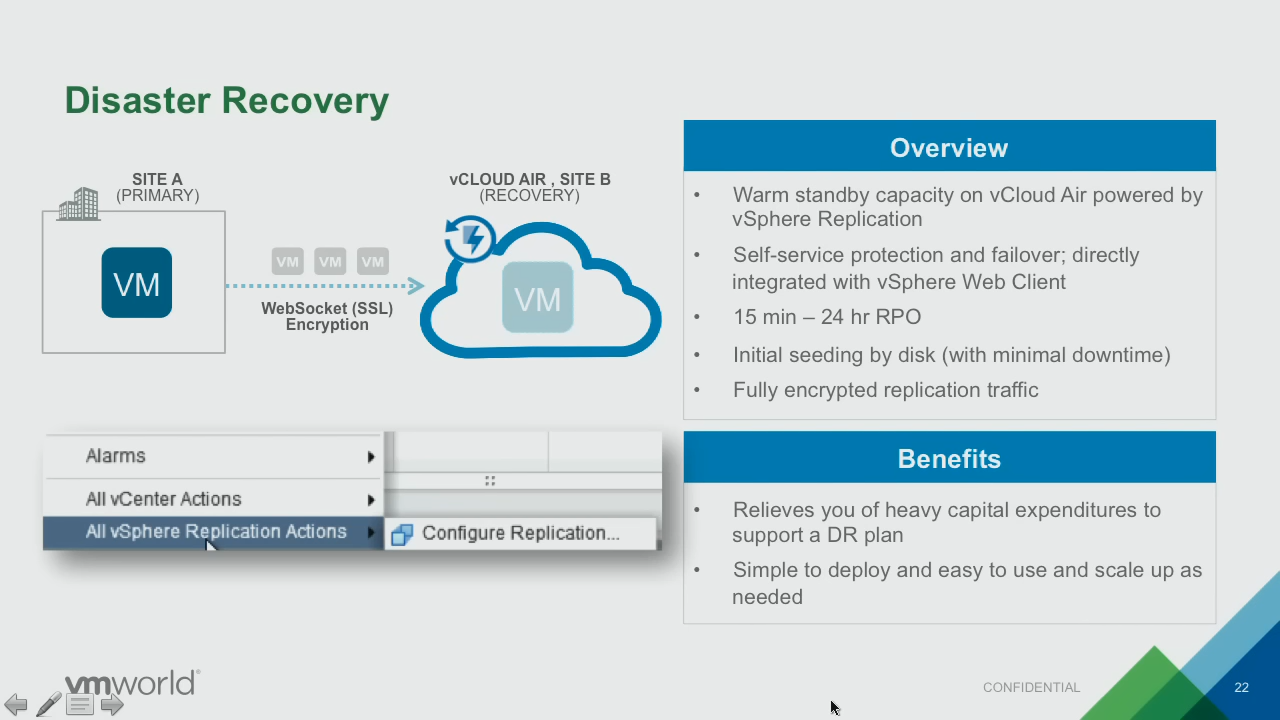 Disaster Recovery
SITE A
(PRIMARY)
VM
VM VM VM
WebSocket (SSL)
Encryption
vCLOUD AIR , SITE B
(RECOVERY)
VM
Overview
• Warm standby capacity on vCloud Air powered by
vSphere Replication
• Self-service protection and failover; directly
integrated with vSphere Web Client
• 15 min – 24 hr RPO
• Initial seeding by disk (with minimal downtime)
• Fully encrypted replication traffic
Alarms
All vCenter Actions
All vSphere Replication Actions
Configure Replication...
Benefits
• Relieves you of heavy capital expenditures to
support a DR plan
• Simple to deploy and easy to use and scale up as
needed
vmworld®
CONFIDENTIAL
22